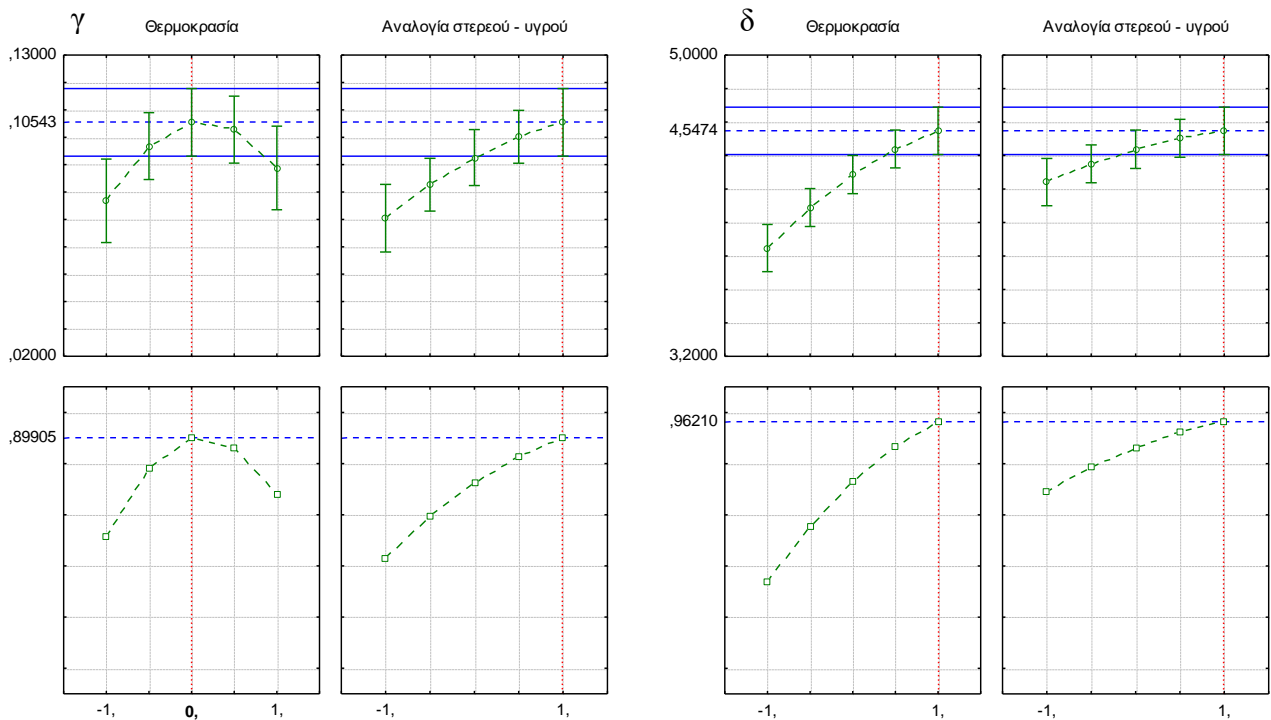 γ
Θερμοκρασία
Αναλογία στερεού - υγρού
,13000
,10543
,02000
,89905
-1,
0,
1,
-1,
1,
δ
Θερμοκρασία
Αναλογία στερεού - υγρού
5,0000
4,5474
3,2000
,96210
-1,
1,
-1,
1,